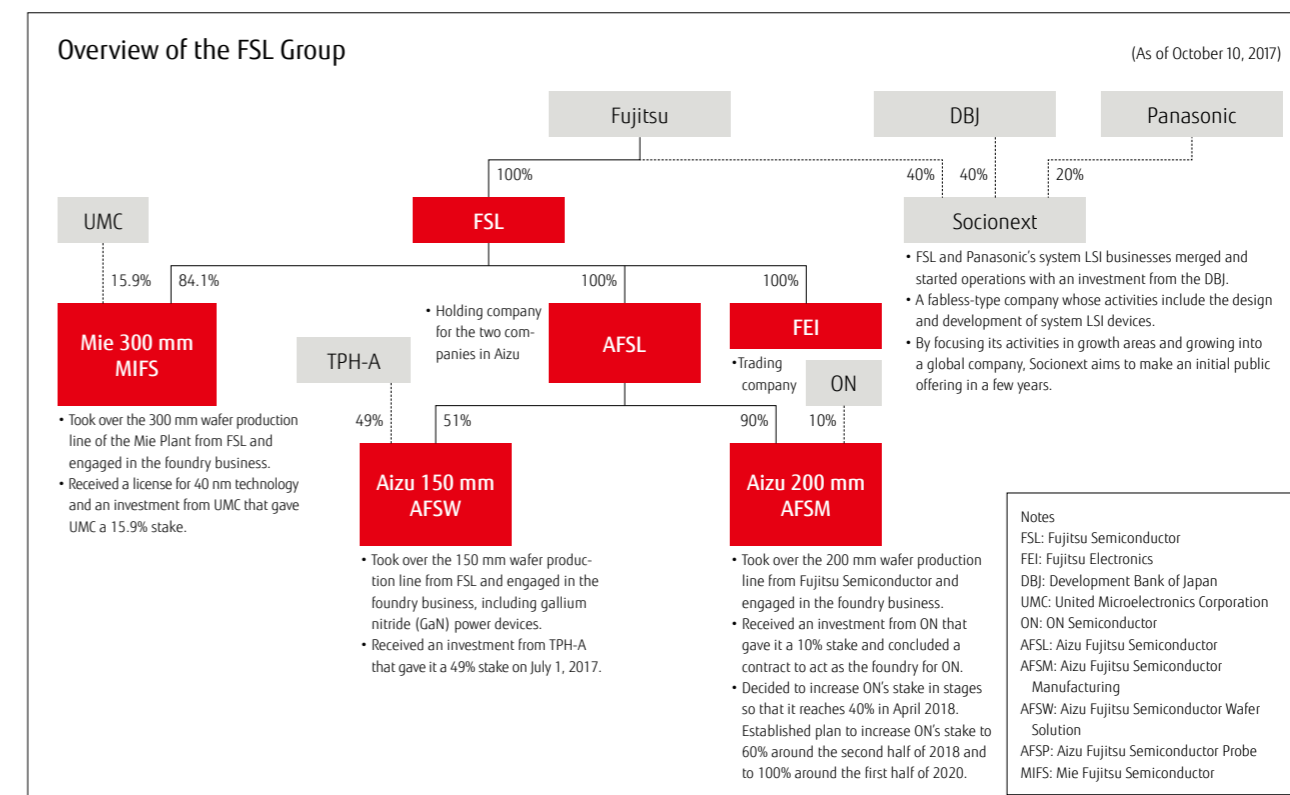 Overview of the FSL Group
(As of October 10, 2017)
Fujitsu
DBJ
Panasonic
100%
40%
40%
20%
UMC
FSL
Socionext
• FSL and Panasonic's system LSI businesses merged and
started operations with an investment from the DBJ.
• A fabless-type company whose activities include the design
and development of system LSI devices.
• By focusing its activities in growth areas and growing into
a global company, Socionext aims to make an initial public
offering in a few years.
15.9%
84.1%
100%
100%
Mie 300 mm
MIFS
• Took over the 300 mm wafer production
line of the Mie Plant from FSL and
engaged in the foundry business.
• Received a license for 40 nm technology
and an investment from UMC that gave
UMC a 15.9% stake.
• Holding company
for the two com-
panies in Aizu
AFSL
FEI
•Trading
company
TPH-A
ON
49%
51%
90%
10%
Aizu 150 mm
AFSW
• Took over the 150 mm wafer produc-
tion line from FSL and engaged in the
foundry business, including gallium
nitride (GaN) power devices.
• Received an investment from TPH-A
that gave it a 49% stake on July 1, 2017.
Aizu 200 mm
AFSM
• Took over the 200 mm wafer production
line from Fujitsu Semiconductor and
engaged in the foundry business.
• Received an investment from ON that
gave it a 10% stake and concluded a
contract to act as the foundry for ON.
• Decided to increase ON's stake in stages
so that it reaches 40% in April 2018.
Established plan to increase ON's stake to
60% around the second half of 2018 and
to 100% around the first half of 2020.
Notes
FSL: Fujitsu Semiconductor
FEI: Fujitsu Electronics
DBJ: Development Bank of Japan
UMC: United Microelectronics Corporation
ON: ON Semiconductor
AFSL: Aizu Fujitsu Semiconductor
AFSM: Aizu Fujitsu Semiconductor
Manufacturing
AFSW: Aizu Fujitsu Semiconductor Wafer
Solution
AFSP: Aizu Fujitsu Semiconductor Probe
MIFS: Mie Fujitsu Semiconductor